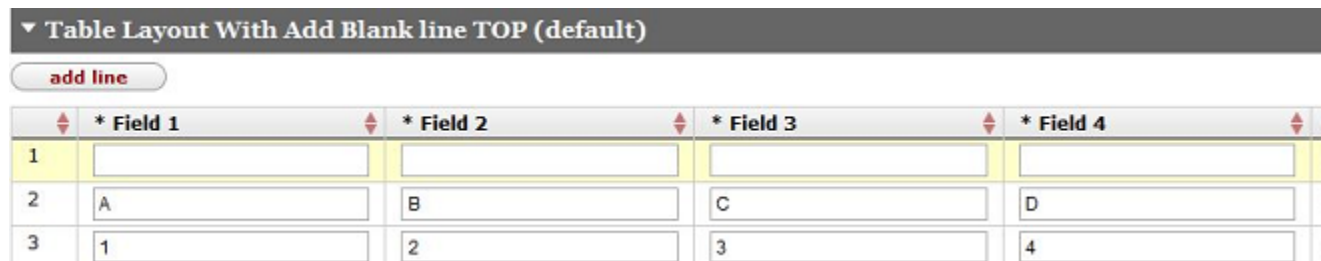 Table Layout With Add Blank line TOP (default)
add line
* Field 1 * Field 2 * Field 3 * Field 4
1
2 A B C D
3 1 2 3 4